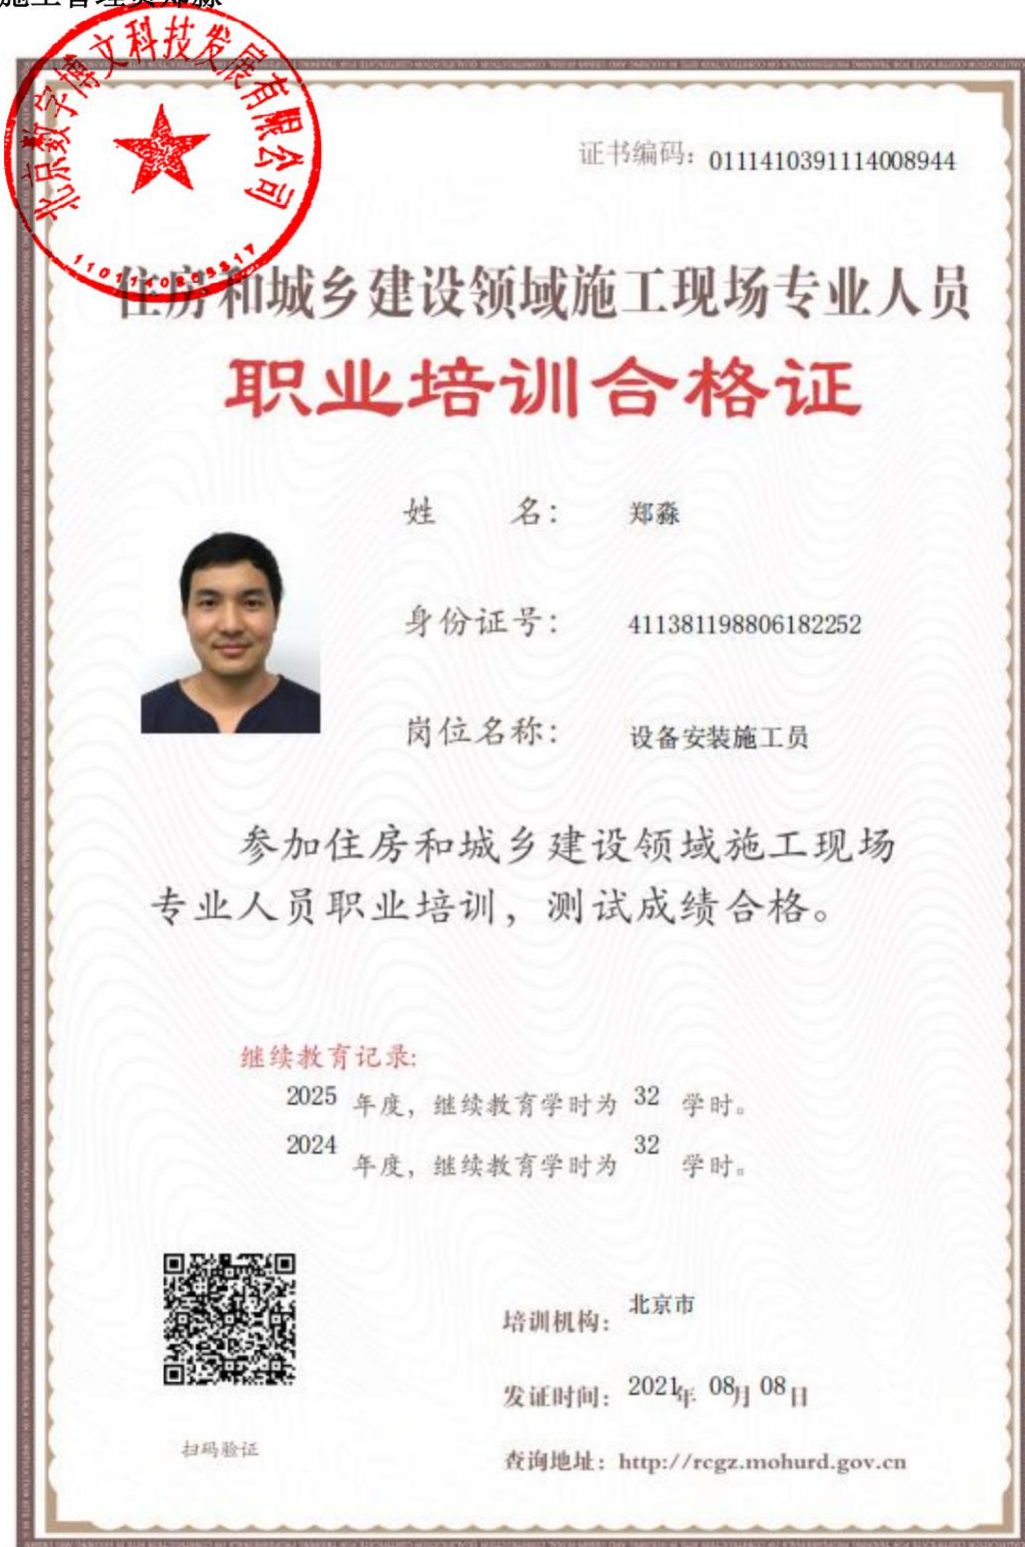 施工管理员郑淼
北京数字博文科技发展有限公司
证书编码：0111410391114008944
住房和城乡建设领域施工现场专业人员
职业培训合格证
姓 名： 郑淼
身份证号： 411381198806182252
岗位名称： 设备安装施工员
参加住房和城乡建设领域施工现场
专业人员职业培训，测试成绩合格。
继续教育记录:
2025 年度，继续教育学时为 32 学时。
2024 年度，继续教育学时为 32 学时。
培训机构： 北京市
发证时间： 2021年 08月 08日
扫码验证
查询地址：http://rcgz.mohurd.gov.cn